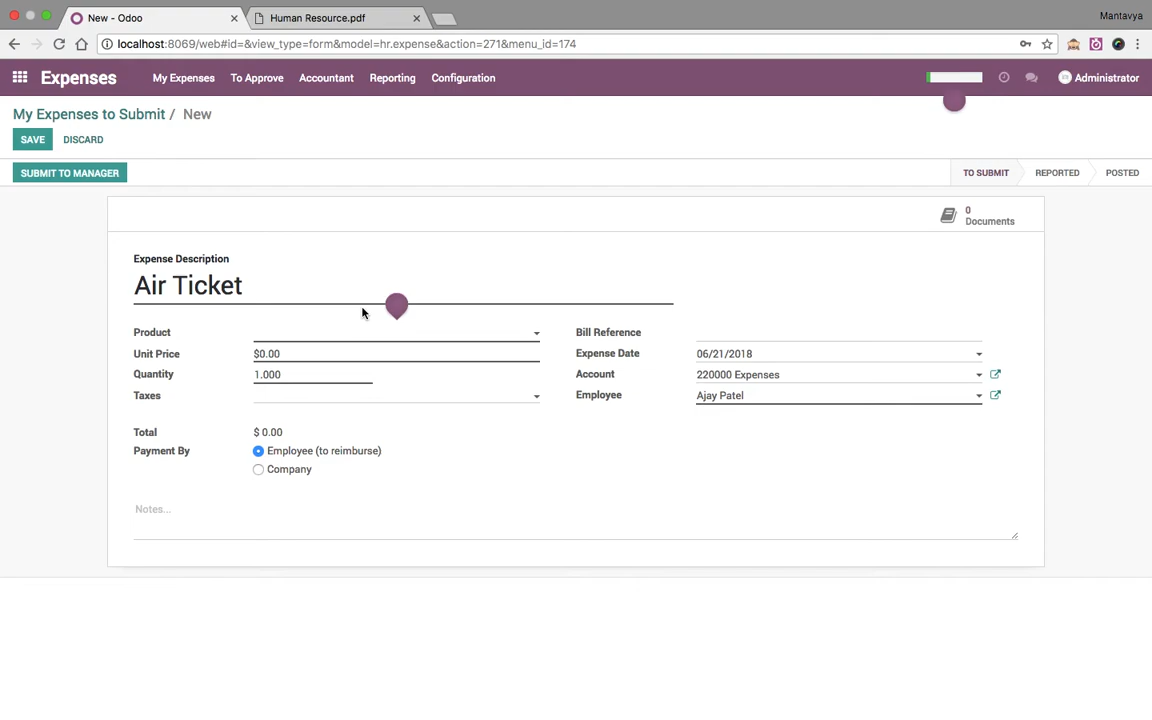 New - Odoo
Human Resource.pdf
Mantavya
localhost:8069/web#id=&view_type=form&model=hr.expense&action=271&menu_id=174
Expenses My Expenses To Approve Accountant Reporting Configuration Administrator
My Expenses to Submit / New
SAVE DISCARD
SUBMIT TO MANAGER
TO SUBMIT REPORTED POSTED
0
Documents
Expense Description
Air Ticket
Product
Unit Price $0.00
Quantity 1.000
Taxes
Bill Reference
Expense Date 06/21/2018
Account 220000 Expenses
Employee Ajay Patel
Total $ 0.00
Payment By Employee (to reimburse)
Company
Notes...